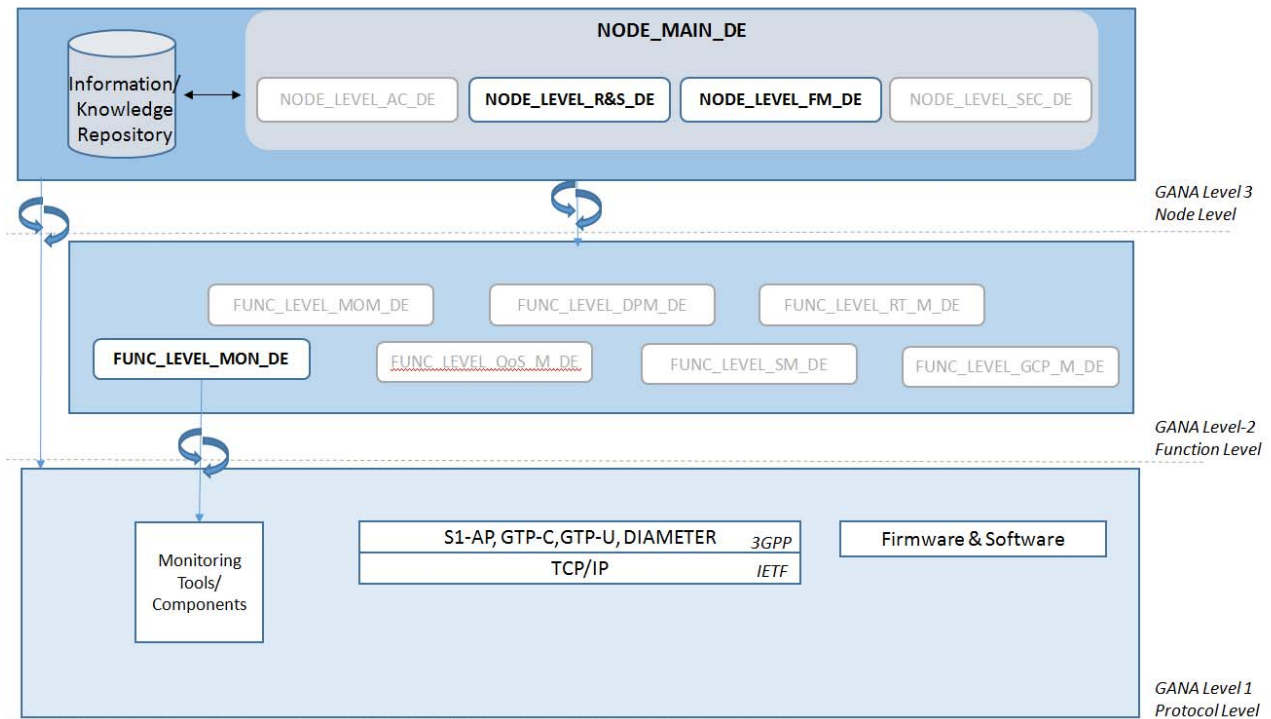 NODE_MAIN_DE
Information/
Knowledge
Repository
NODE_LEVEL_AC_DE
NODE_LEVEL_R&S_DE
NODE_LEVEL_FM_DE
NODE_LEVEL_SEC_DE
GANA Level 3
Node Level
FUNC_LEVEL_MOM_DE
FUNC_LEVEL_DPM_DE
FUNC_LEVEL_RT_M_DE
FUNC_LEVEL_MON_DE
FUNC_LEVEL_QoS_M_DE
FUNC_LEVEL_SM_DE
FUNC_LEVEL_GCP_M_DE
GANA Level-2
Function Level
Monitoring
Tools/
Components
S1-AP, GTP-C,GTP-U, DIAMETER 3GPP
TCP/IP IETF
Firmware & Software
GANA Level 1
Protocol Level